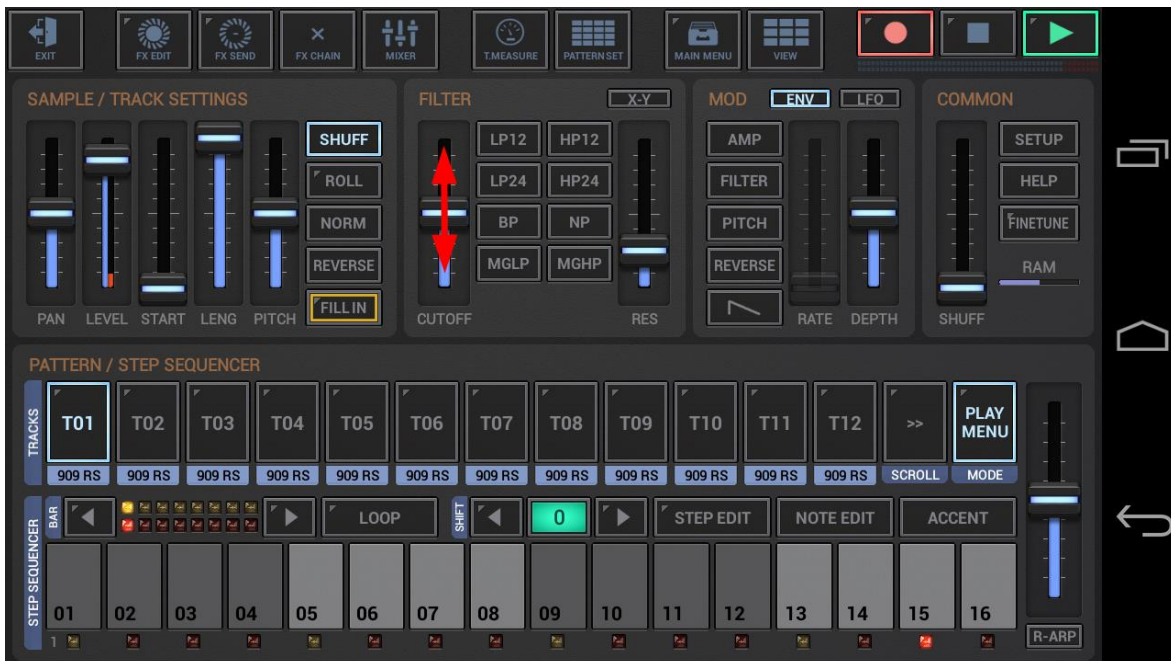 EXIT
FX EDIT
FX SEND
FX CHAIN
MIXER
T.MEASURE
PATTERN SET
MAIN MENU
VIEW
SAMPLE / TRACK SETTINGS
SHUFF
ROLL
NORM
REVERSE
FILL IN
PAN LEVEL START LENG PITCH
FILTER X-Y
LP12 HP12
LP24 HP24
BP NP
MGLP MGHP
CUTOFF RES
MOD ENV LFO
AMP
FILTER
PITCH
REVERSE
RATE DEPTH
COMMON
SETUP
HELP
FINETUNE
RAM
SHUFF
PATTERN / STEP SEQUENCER
TRACKS
T01 T02 T03 T04 T05 T06 T07 T08 T09 T10 T11 T12 >> PLAY MENU
909 RS 909 RS 909 RS 909 RS 909 RS 909 RS 909 RS 909 RS 909 RS 909 RS 909 RS 909 RS SCROLL MODE
STEP SEQUENCER
BAR LOOP SHIFT 0 STEP EDIT NOTE EDIT ACCENT
01 02 03 04 05 06 07 08 09 10 11 12 13 14 15 16
1 R-ARP